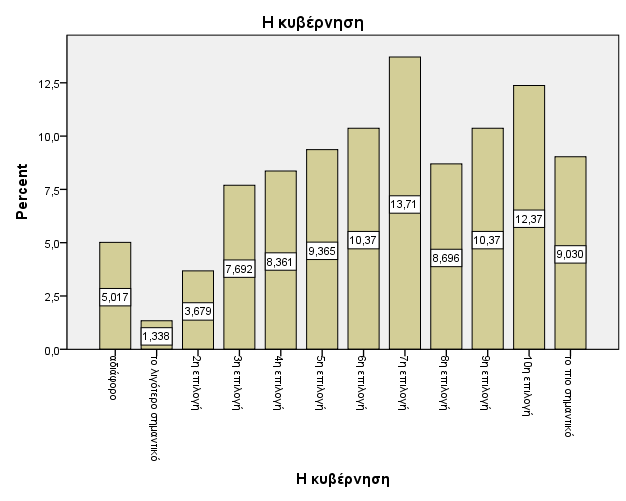 Η κυβέρνηση
Percent
12,5
10,0
7,5
5,0
2,5
0,0
5,017
1,338
3,679
7,692
8,361
9,365
10,37
13,71
8,696
10,37
12,37
9,030
αδιάφορο
το λιγότερο σημαντικό
2η επιλογή
3η επιλογή
4η επιλογή
5η επιλογή
6η επιλογή
7η επιλογή
8η επιλογή
9η επιλογή
10η επιλογή
το πιο σημαντικό
Η κυβέρνηση